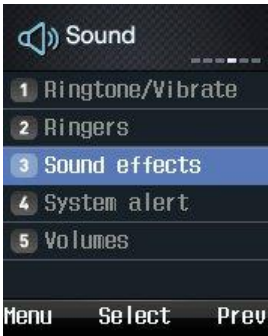 Sound
1 Ringtone/Vibrate
2 Ringers
3 Sound effects
4 System alert
5 Volumes
Menu Select Prev